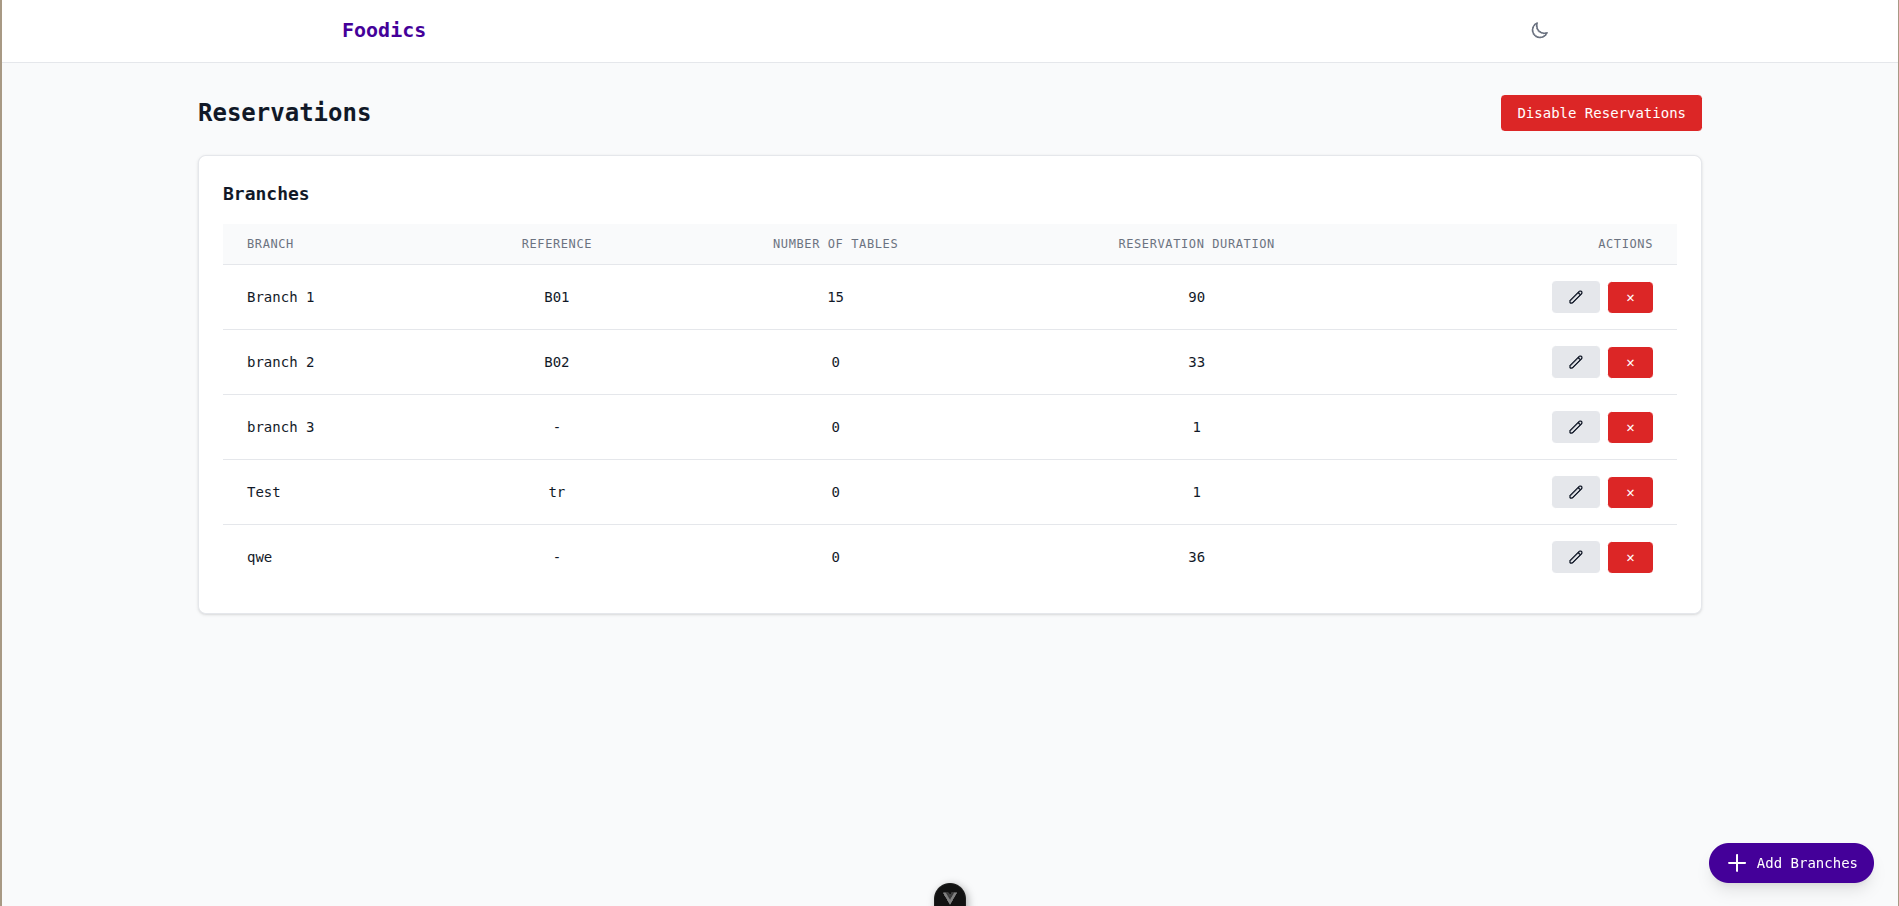 Foodics
Reservations
Disable Reservations
Branches
BRANCH REFERENCE NUMBER OF TABLES RESERVATION DURATION ACTIONS
Branch 1 B01 15 90 ×
branch 2 B02 0 33 ×
branch 3 - 0 1 ×
Test tr 0 1 ×
qwe - 0 36 ×
Add Branches